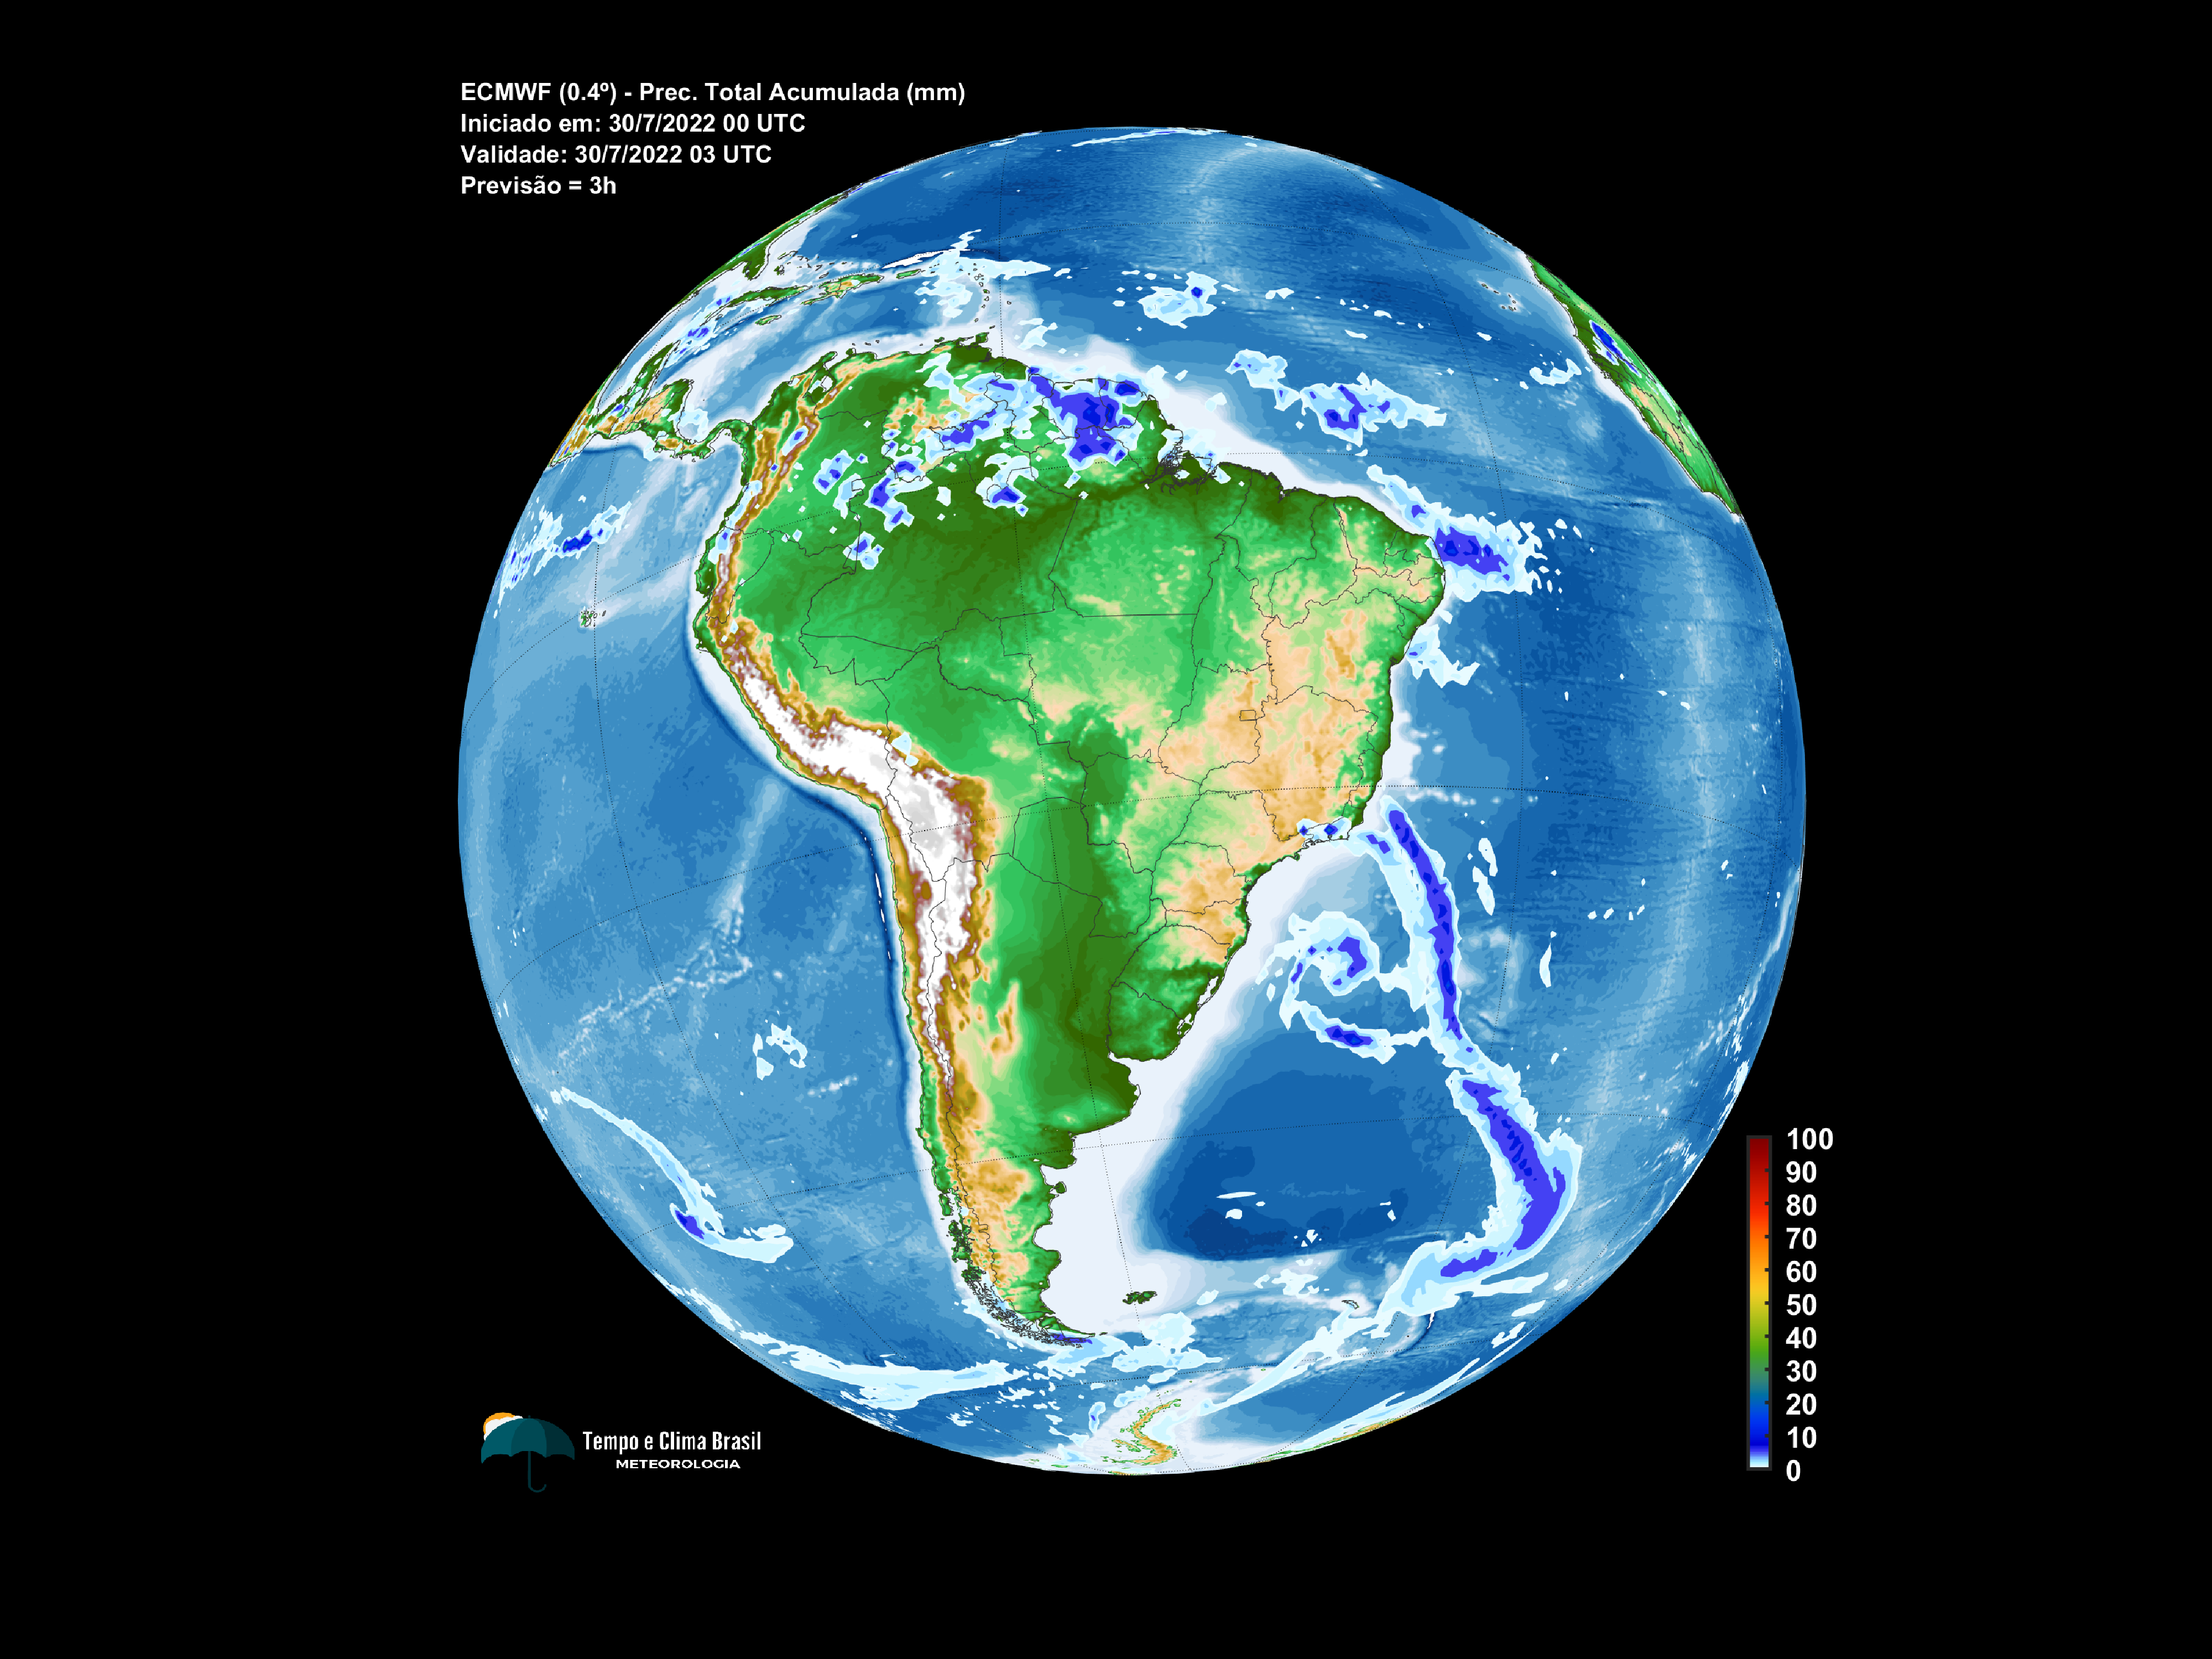 ECMWF (0.4º) - Prec. Total Acumulada (mm)
Iniciado em: 30/7/2022 00 UTC
Validade: 30/7/2022 03 UTC
Previsão = 3h
100
90
80
70
60
50
40
30
20
10
0
Tempo e Clima Brasil
METEOROLOGIA